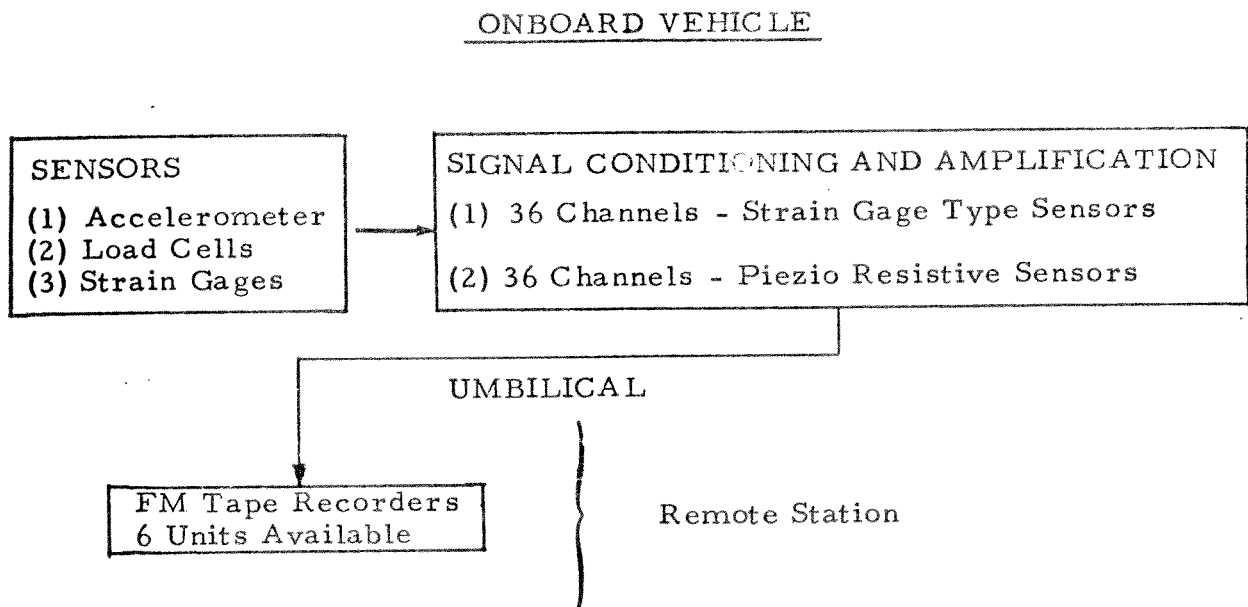 ONBOARD VEHICLE
SENSORS
(1) Accelerometer
(2) Load Cells
(3) Strain Gages
SIGNAL CONDITIONING AND AMPLIFICATION
(1) 36 Channels - Strain Gage Type Sensors
(2) 36 Channels - Piezio Resistive Sensors
UMBILICAL
FM Tape Recorders
6 Units Available
Remote Station